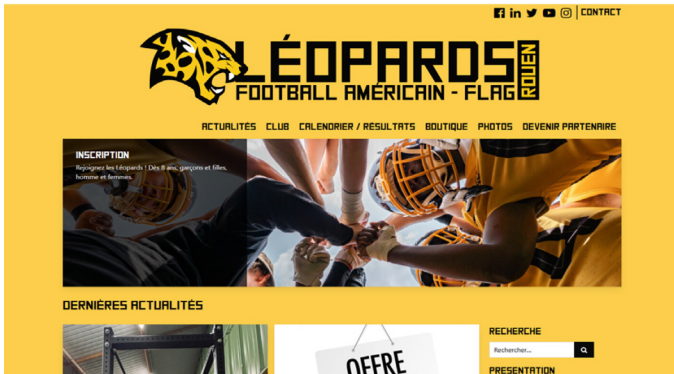 CONTACT
LÉOPARDS
ROUEN
FOOTBALL AMÉRICAIN - FLAG
ACTUALITÉS CLUB CALENDRIER / RÉSULTATS BOUTIQUE PHOTOS DEVENIR PARTENAIRE
INSCRIPTION
Rejoignez les Léopards ! Dès 8 ans, garçons et filles,
homme et femmes.
DERNIÈRES ACTUALITÉS
RECHERCHE
Rechercher...
OFFRE
PRESENTATION